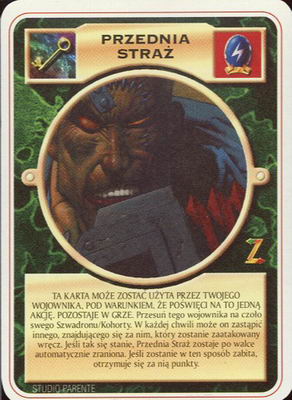 PRZEDNIA
STRAŻ
Z
TA KARTA MOŻE ZOSTAĆ UŻYTA PRZEZ TWOJEGO
WOJOWNIKA, POD WARUNKIEM, ŻE POŚWIĘCI NA TO JEDNĄ
AKCJĘ. POZOSTAJE W GRZE. Przesuń tego wojownika na czoło
swego Szwadronu/Kohorty. W każdej chwili może on zastąpić
innego, znajdującego się za nim, który zostanie zaatakowany
wręcz. Jeśli tak się stanie, Przednia Straż zostaje po walce
automatycznie zraniona. Jeśli zostanie w ten sposób zabita,
otrzymuje się za nią punkty.
STUDIO PARENTE